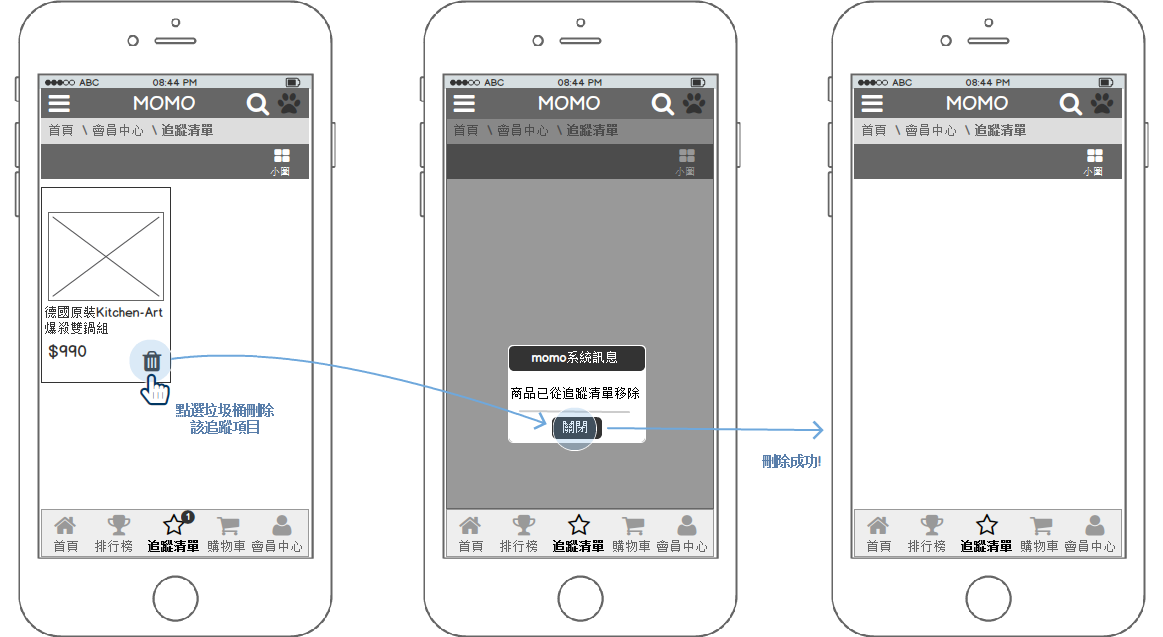 ABC 08:44 PM
MOMO
首頁 \ 會員中心 \ 追蹤清單
小圖
德國原裝Kitchen-Art
爆殺雙鍋組
$990
點選垃圾桶刪除
該追蹤項目
1
首頁 排行榜 追蹤清單 購物車 會員中心
ABC 08:44 PM
MOMO
首頁 \ 會員中心 \ 追蹤清單
小圖
momo系統訊息
商品已從追蹤清單移除
關閉
刪除成功!
首頁 排行榜 追蹤清單 購物車 會員中心
ABC 08:44 PM
MOMO
首頁 \ 會員中心 \ 追蹤清單
小圖
首頁 排行榜 追蹤清單 購物車 會員中心